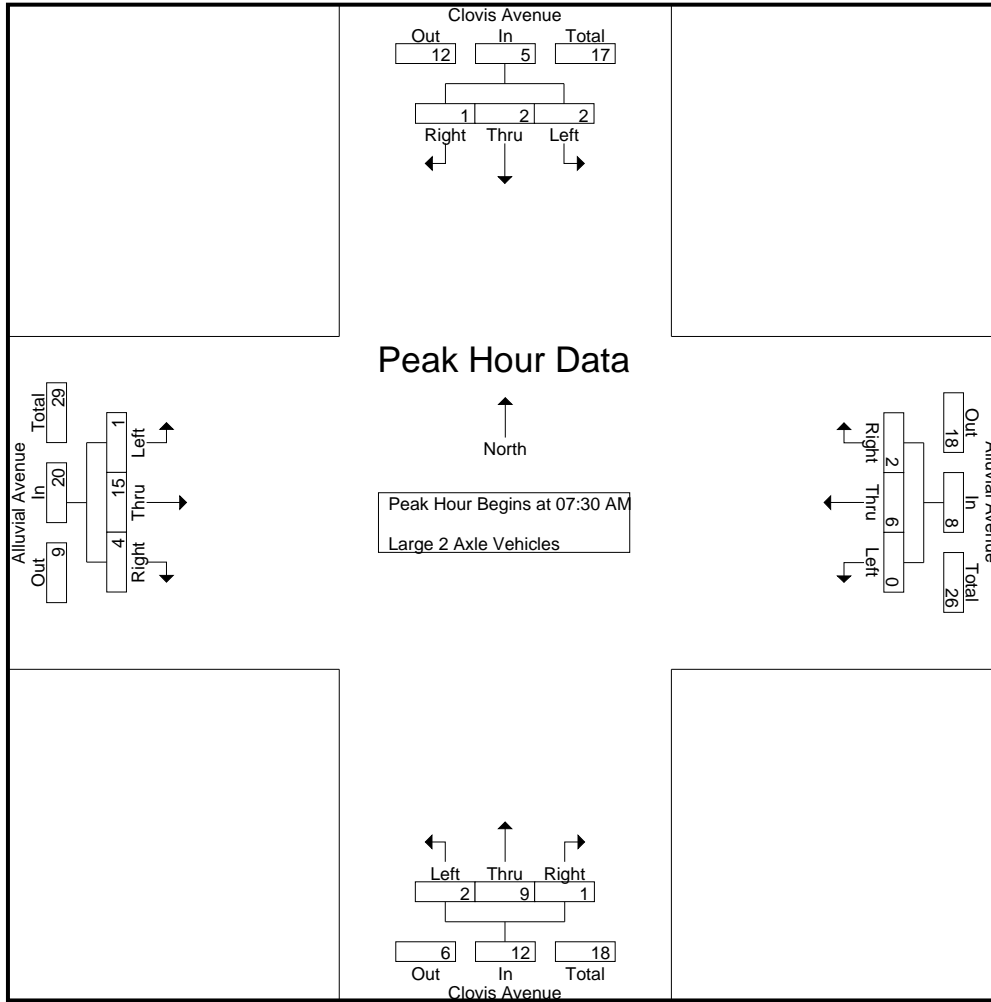 Clovis Avenue
Out In Total
12 5 17
1 2 2
Right Thru Left
Peak Hour Data
North
Peak Hour Begins at 07:30 AM
Large 2 Axle Vehicles
Alluvial Avenue
Out In Total
9 20 29
Left Thru Right
1 15 4
Alluvial Avenue
Out In Total
18 8 26
Right Thru Left
2 6 0
Left Thru Right
2 9 1
6 12 18
Out In Total
Clovis Avenue